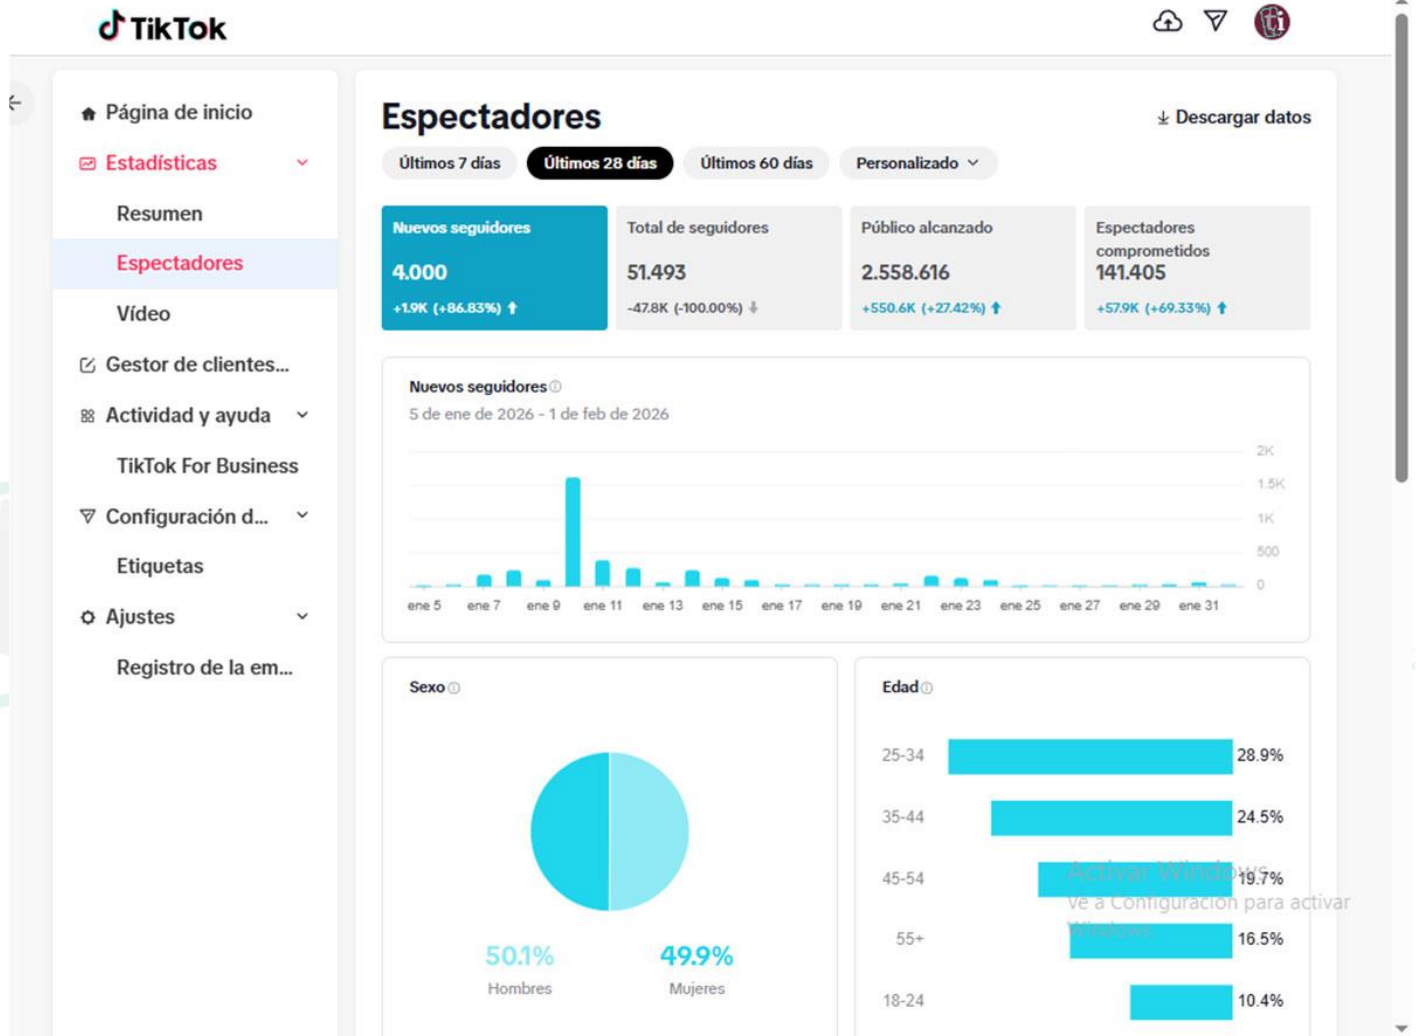 TikTok
ti
Página de inicio
Estadísticas
Resumen
Espectadores
Vídeo
Gestor de clientes...
Actividad y ayuda
TikTok For Business
Configuración d...
Etiquetas
Ajustes
Registro de la em...
Espectadores
Descargar datos
Últimos 7 días
Últimos 28 días
Últimos 60 días
Personalizado
Nuevos seguidores
4.000
+1.9K (+86.83%)
Total de seguidores
51.493
-47.8K (-100.00%)
Público alcanzado
2.558.616
+550.6K (+27.42%)
Espectadores
comprometidos
141.405
+57.9K (+69.33%)
Nuevos seguidores
5 de ene de 2026 - 1 de feb de 2026
2K
1.5K
1K
500
0
ene 5 ene 7 ene 9 ene 11 ene 13 ene 15 ene 17 ene 19 ene 21 ene 23 ene 25 ene 27 ene 29 ene 31
Sexo
50.1%
Hombres
49.9%
Mujeres
Edad
25-34 28.9%
35-44 24.5%
45-54 19.7%
55+ 16.5%
18-24 10.4%
Activar Windows
Ve a Configuración para activar
Windows.